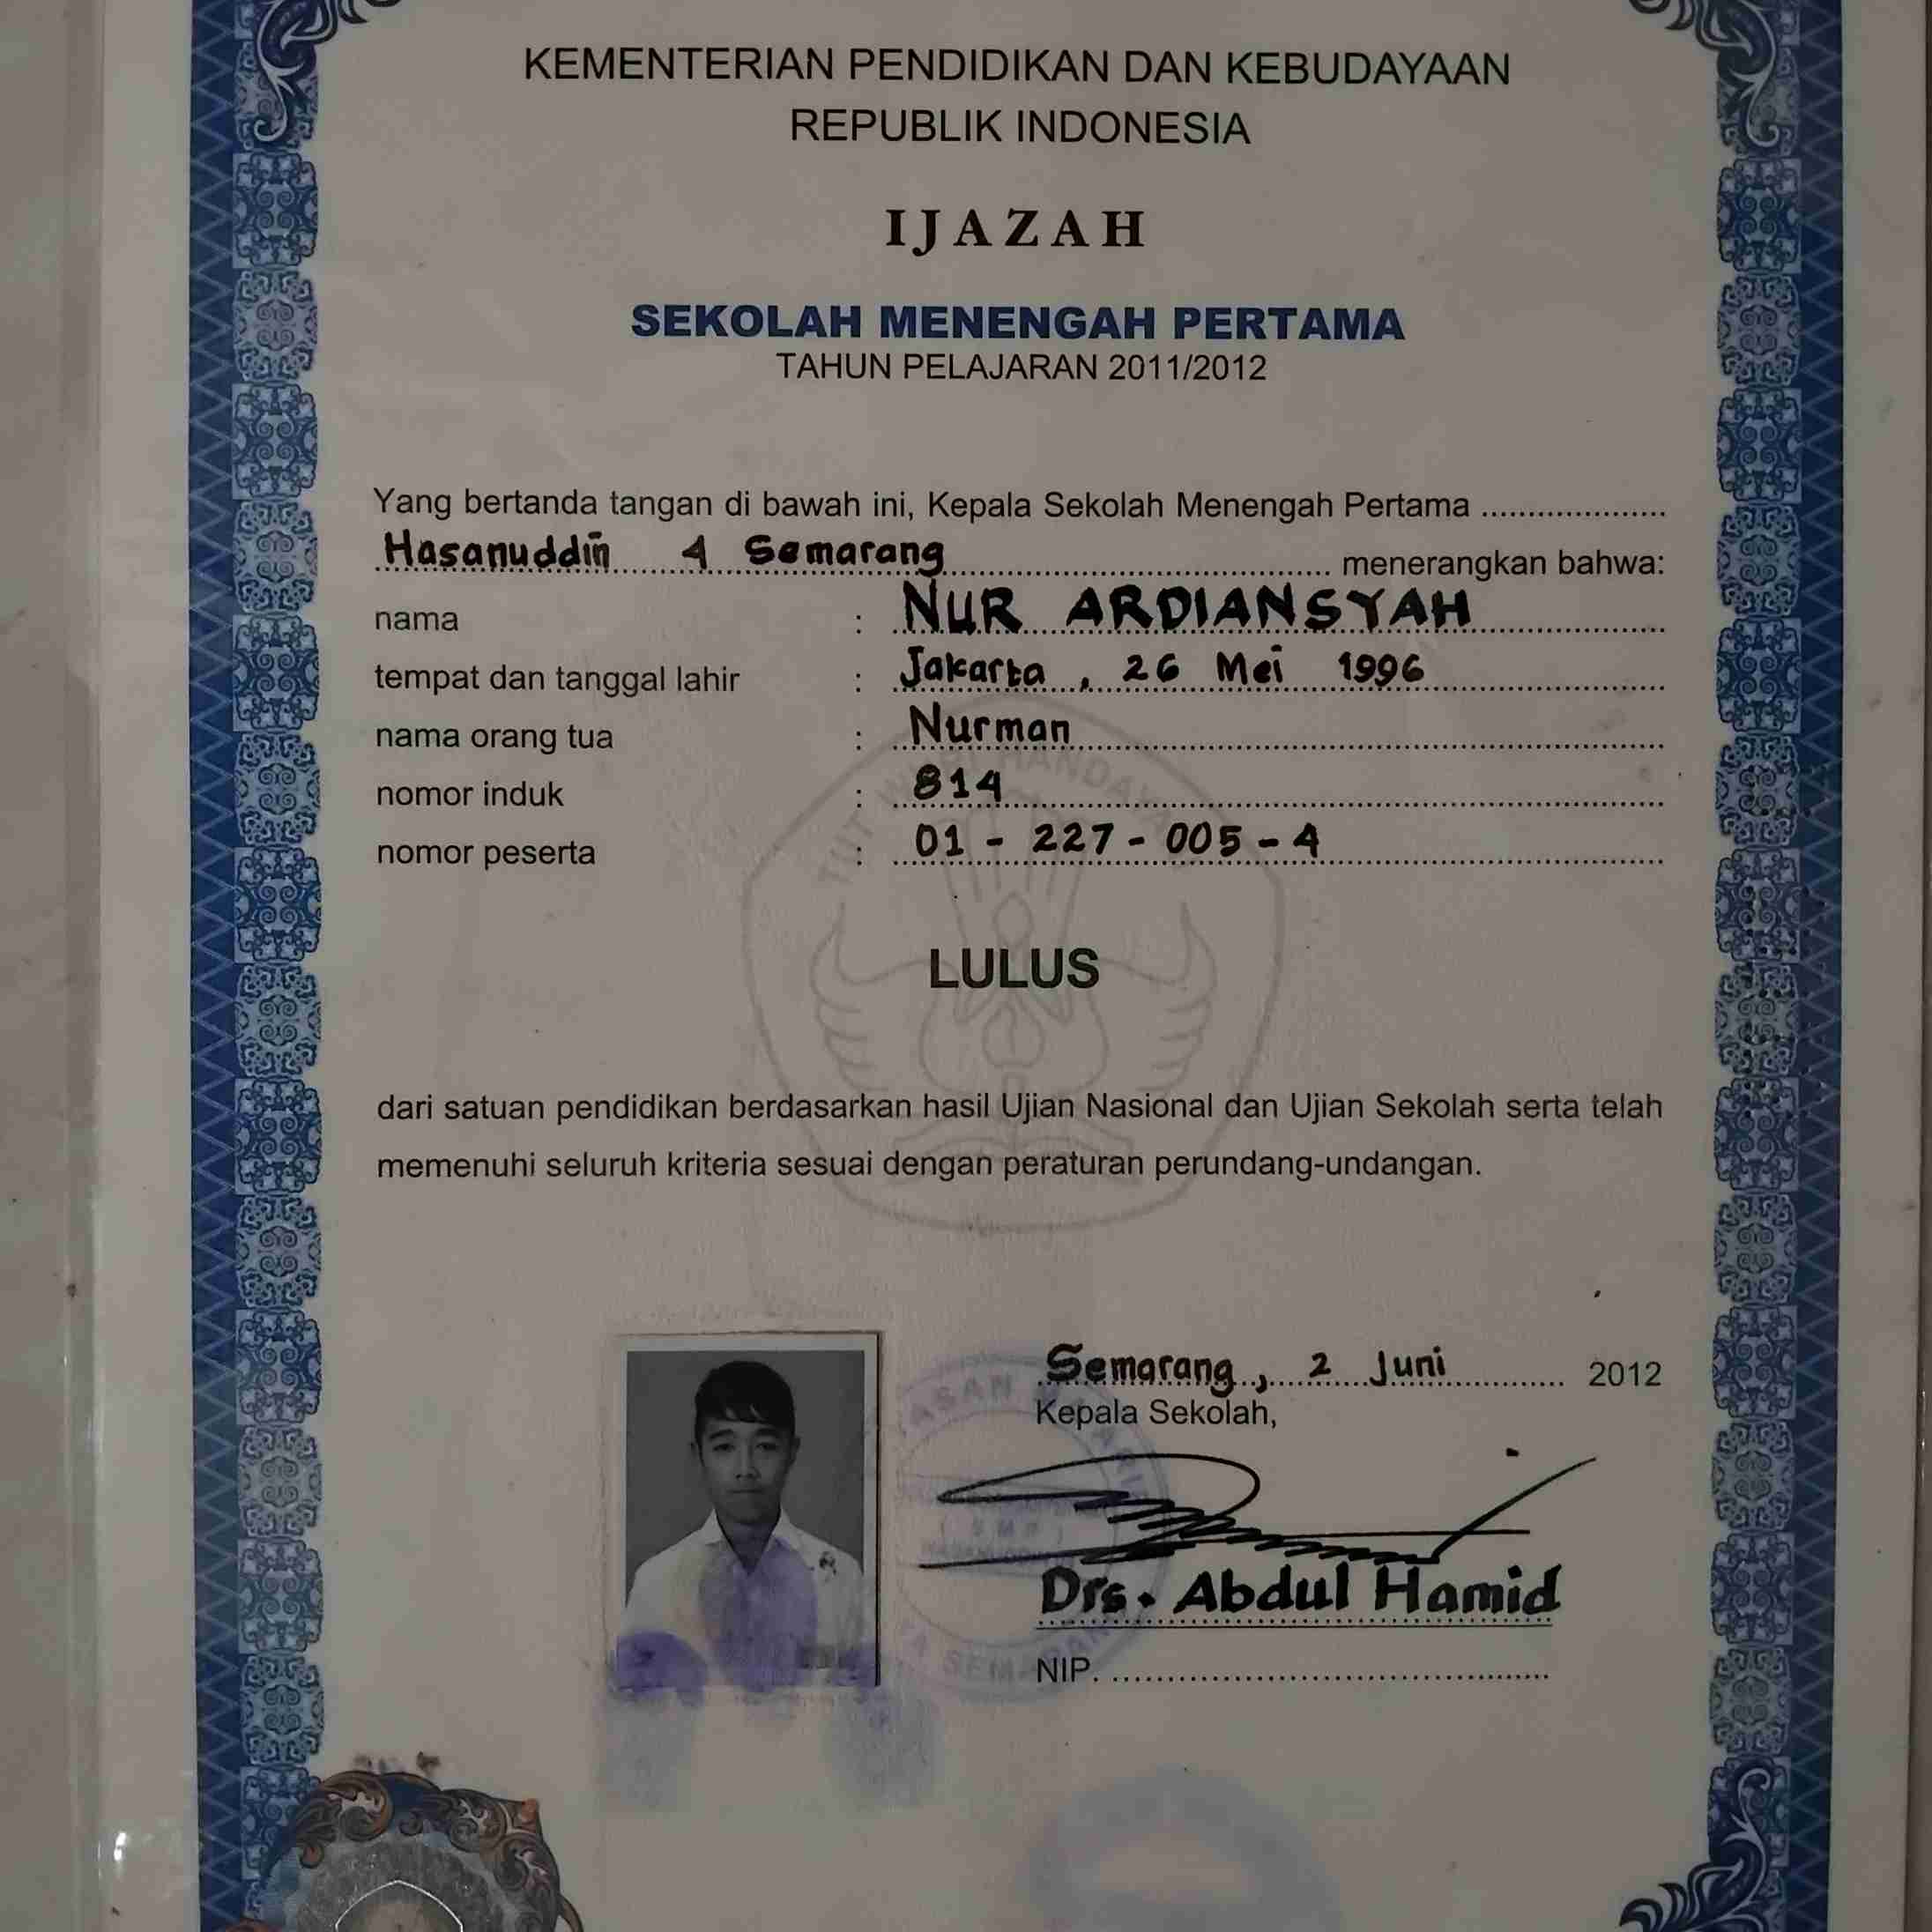 KEMENTERIAN PENDIDIKAN DAN KEBUDAYAAN
REPUBLIK INDONESIA
IJAZAH
SEKOLAH MENENGAH PERTAMA
TAHUN PELAJARAN 2011/2012
Yang bertanda tangan di bawah ini, Kepala Sekolah Menengah Pertama ....................
Hasanuddin 4 Semarang menerangkan bahwa:
nama : NUR ARDIANSYAH
tempat dan tanggal lahir : Jakarta, 26 Mei 1996
nama orang tua : Nurman
nomor induk : 814
nomor peserta : 01 - 227 - 005 - 4
TUT WURI HANDAYANI
LULUS
dari satuan pendidikan berdasarkan hasil Ujian Nasional dan Ujian Sekolah serta telah
memenuhi seluruh kriteria sesuai dengan peraturan perundang-undangan.
Semarang, 2 Juni 2012
Kepala Sekolah,
SMP
Drs. Abdul Hamid
NIP. ................................................